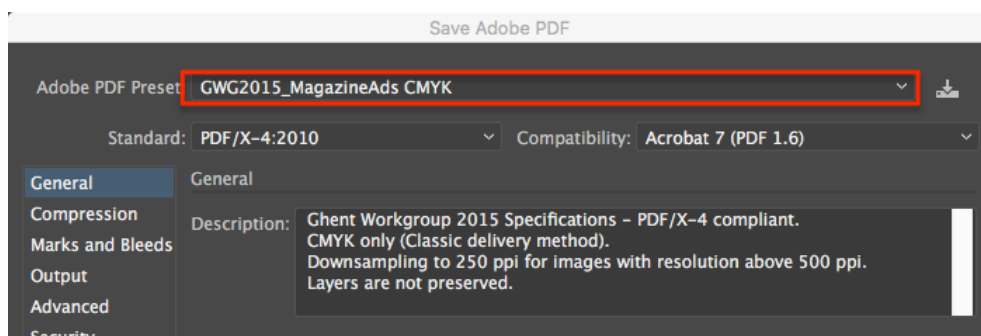 Save Adobe PDF
Adobe PDF Preset: GWG2015_MagazineAds CMYK
Standard: PDF/X-4:2010 Compatibility: Acrobat 7 (PDF 1.6)
General General
Compression
Description: Ghent Workgroup 2015 Specifications – PDF/X-4 compliant.
Marks and Bleeds CMYK only (Classic delivery method).
Output Downsampling to 250 ppi for images with resolution above 500 ppi.
Layers are not preserved.
Advanced
Security